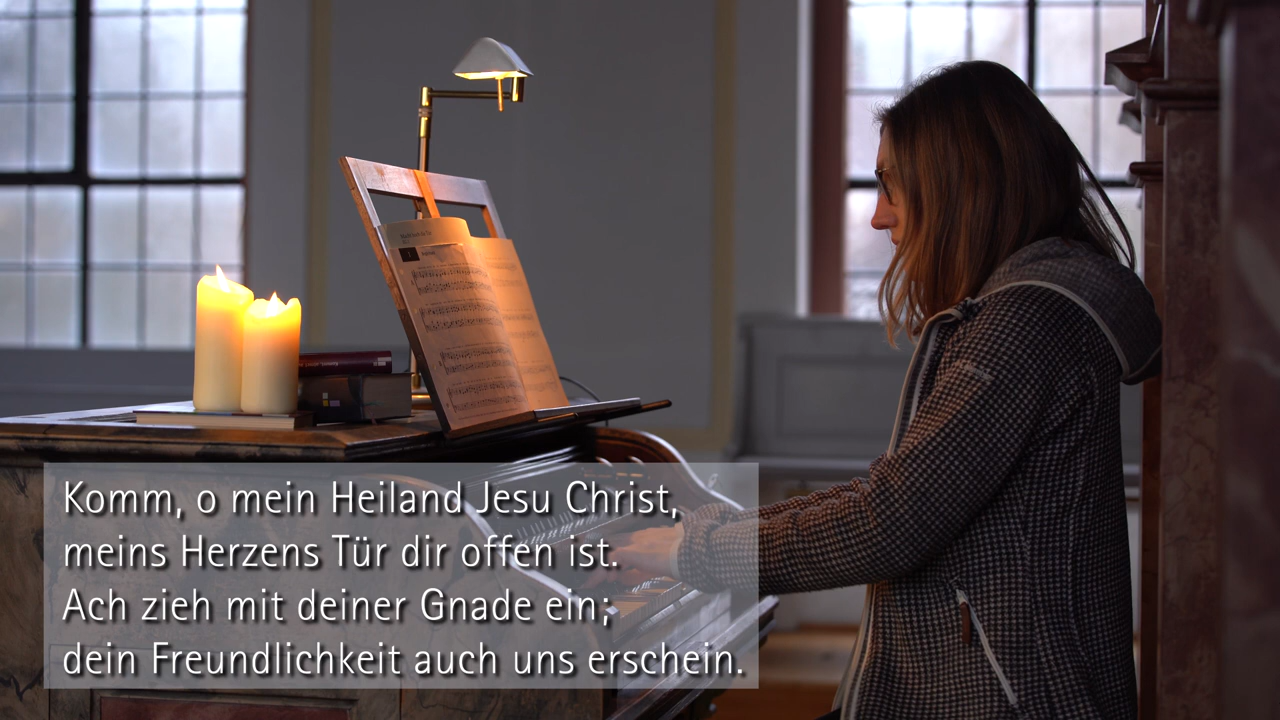 Komm, o mein Heiland Jesu Christ,
meins Herzens Tür dir offen ist.
Ach zieh mit deiner Gnade ein;
dein Freundlichkeit auch uns erschein.